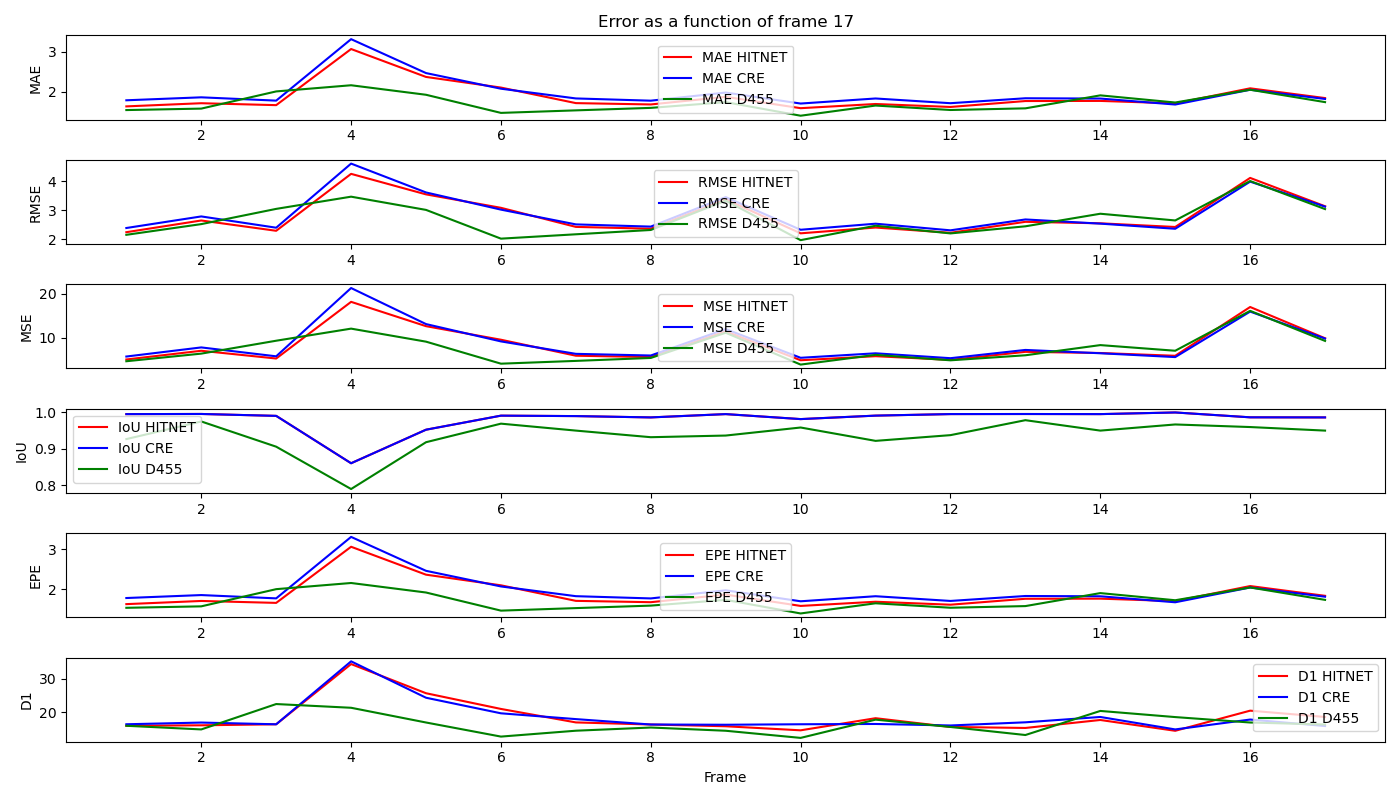 Error as a function of frame 17
MAE
3
2
MAE HITNET
MAE CRE
MAE D455
2 4 6 8 10 12 14 16
RMSE
4
3
2
RMSE HITNET
RMSE CRE
RMSE D455
2 4 6 8 10 12 14 16
MSE
20
10
MSE HITNET
MSE CRE
MSE D455
2 4 6 8 10 12 14 16
IoU
1.0
0.9
0.8
IoU HITNET
IoU CRE
IoU D455
2 4 6 8 10 12 14 16
EPE
3
2
EPE HITNET
EPE CRE
EPE D455
2 4 6 8 10 12 14 16
D1
30
20
D1 HITNET
D1 CRE
D1 D455
2 4 6 8 10 12 14 16
Frame